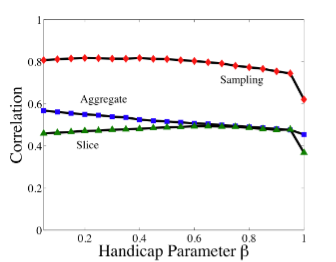 1
0.8
0.6
0.4
0.2
0
Correlation
Sampling
Aggregate
Slice
0.2 0.4 0.6 0.8 1
Handicap Parameter β